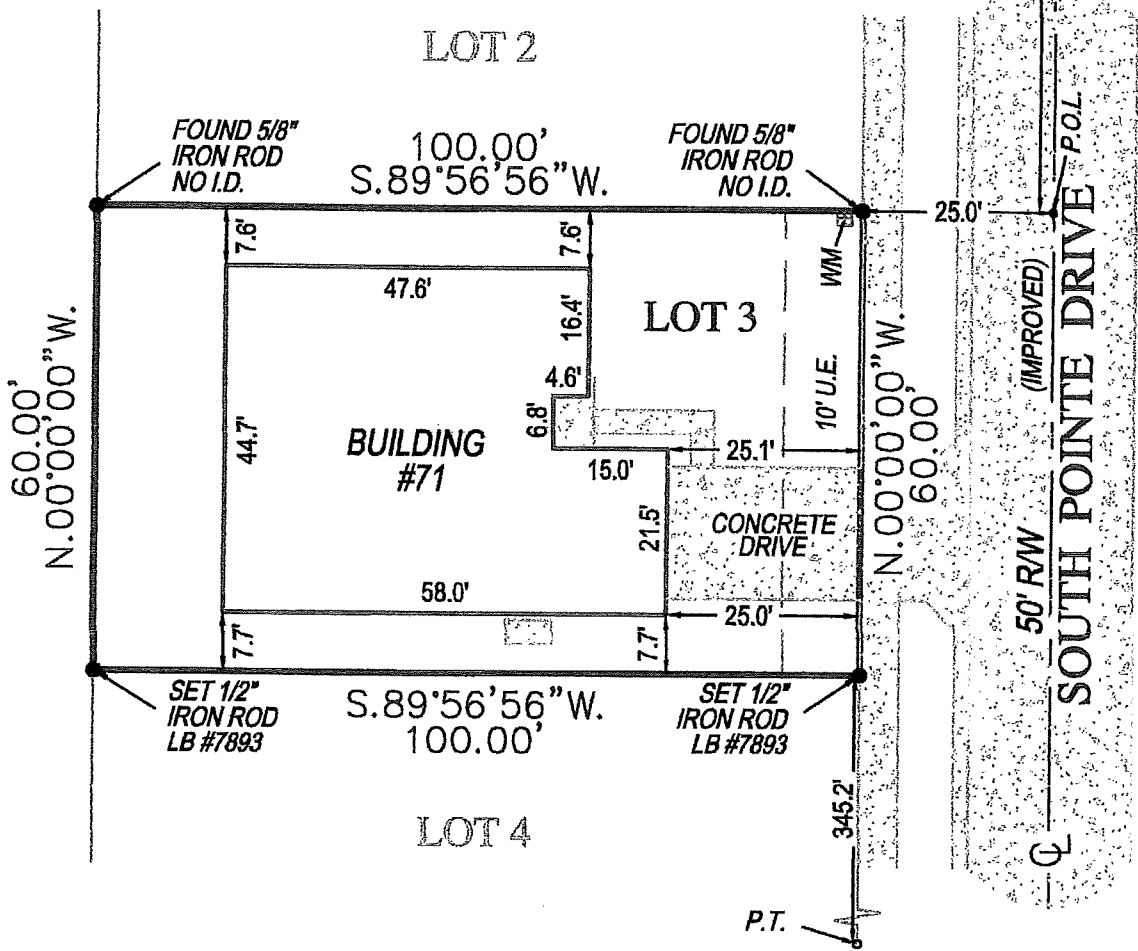 LOT 2
FOUND 5/8"
IRON ROD
NO I.D.
100.00'
S.89°56'56"W.
FOUND 5/8"
IRON ROD
NO I.D.
25.0'
P.O.L.
7.6'
7.6'
WM
47.6'
16.4'
LOT 3
4.6'
6.8'
10' U.E.
(IMPROVED)
60.00'
N.00°00'00"W.
44.7'
BUILDING
#71
15.0'
25.1'
N.00°00'00"W.
60.00'
21.5'
CONCRETE
DRIVE
50' R/W
SOUTH POINTE DRIVE
58.0'
25.0'
7.7'
7.7'
SET 1/2"
IRON ROD
LB #7893
S.89°56'56"W.
100.00'
SET 1/2"
IRON ROD
LB #7893
345.2'
LOT 4
CL
P.T.